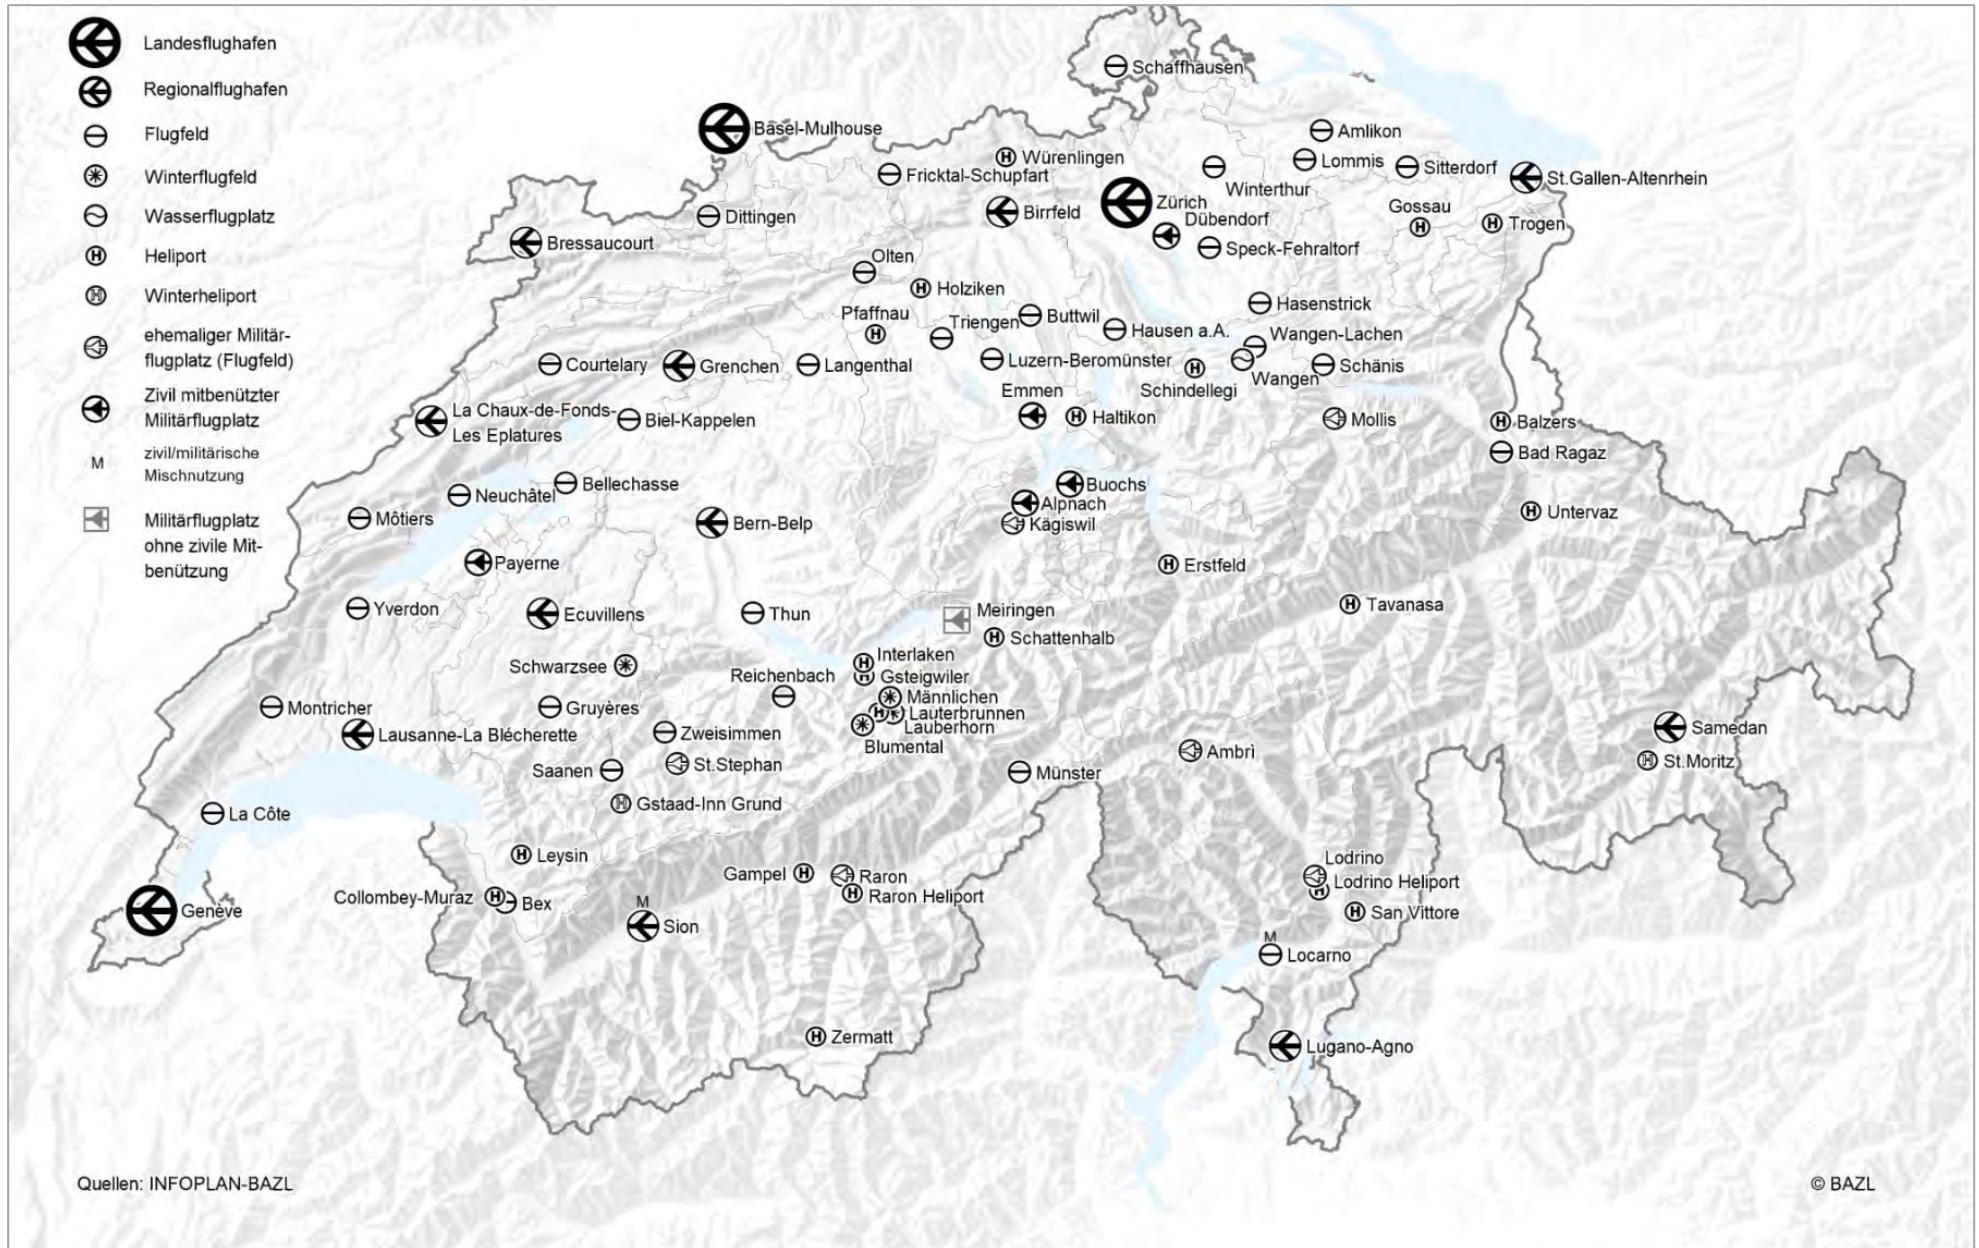 Landesflughafen
Regionalflughafen
Flugfeld
Winterflugfeld
Wasserflugplatz
Heliport
Winterheliport
ehemaliger Militär-
flugplatz (Flugfeld)
Zivil mitbenützter
Militärflugplatz
M
zivil/militärische
Mischnutzung
Militärflugplatz
ohne zivile Mit-
benützung
Schaffhausen
Basel-Mulhouse
Amlikon
Würenlingen
Lommis
Sitterdorf
Fricktal-Schupfart
Winterthur
St.Gallen-Altenrhein
Zürich
Gossau
Dittingen
Birrfeld
Dübendorf
Trogen
Bressaucourt
Speck-Fehraltorf
Olten
Holziken
Hasenstrick
Pfaffnau
Triengen
Buttwil
Hausen a.A.
Wangen-Lachen
Courtelary
Grenchen
Langenthal
Luzern-Beromünster
Schänis
Wangen
Schindellegi
Emmen
La Chaux-de-Fonds-
Les Eplatures
Biel-Kappelen
Haltikon
Mollis
Balzers
Bad Ragaz
Neuchâtel
Bellechasse
Buochs
Alpnach
Môtiers
Bern-Belp
Kägiswil
Untervaz
Payerne
Erstfeld
Yverdon
Ecuvillens
Thun
Meiringen
Tavanasa
Schattenhalb
Schwarzsee
Interlaken
Reichenbach
Gsteigwiler
Männlichen
Montricher
Gruyères
Lauterbrunnen
Lauberhorn
Lausanne-La Blécherette
Zweisimmen
Blumental
Samedan
Ambrì
St.Moritz
St.Stephan
Saanen
Münster
Gstaad-Inn Grund
La Côte
Leysin
Lodrino
Gampel
Raron
Lodrino Heliport
Collombey-Muraz
Bex
Raron Heliport
Genève
M
Sion
San Vittore
M
Locarno
Zermatt
Lugano-Agno
Quellen: INFOPLAN-BAZL
© BAZL